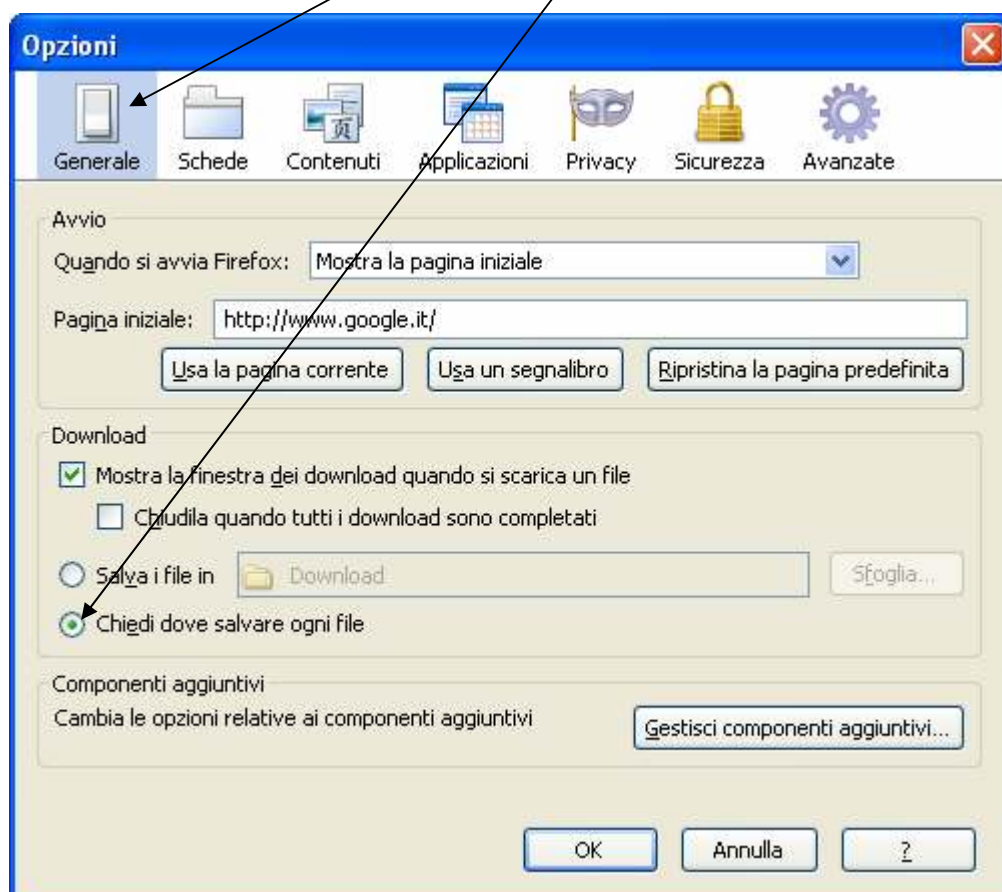 Opzioni
Generale Schede Contenuti Applicazioni Privacy Sicurezza Avanzate
Avvio
Quando si avvia Firefox: Mostra la pagina iniziale
Pagina iniziale: http://www.google.it/
Usa la pagina corrente Usa un segnalibro Ripristina la pagina predefinita
Download
Mostra la finestra dei download quando si scarica un file
Chiudila quando tutti i download sono completati
Salva i file in Download Sfoglia...
Chiedi dove salvare ogni file
Componenti aggiuntivi
Cambia le opzioni relative ai componenti aggiuntivi Gestisci componenti aggiuntivi...
OK Annulla ?